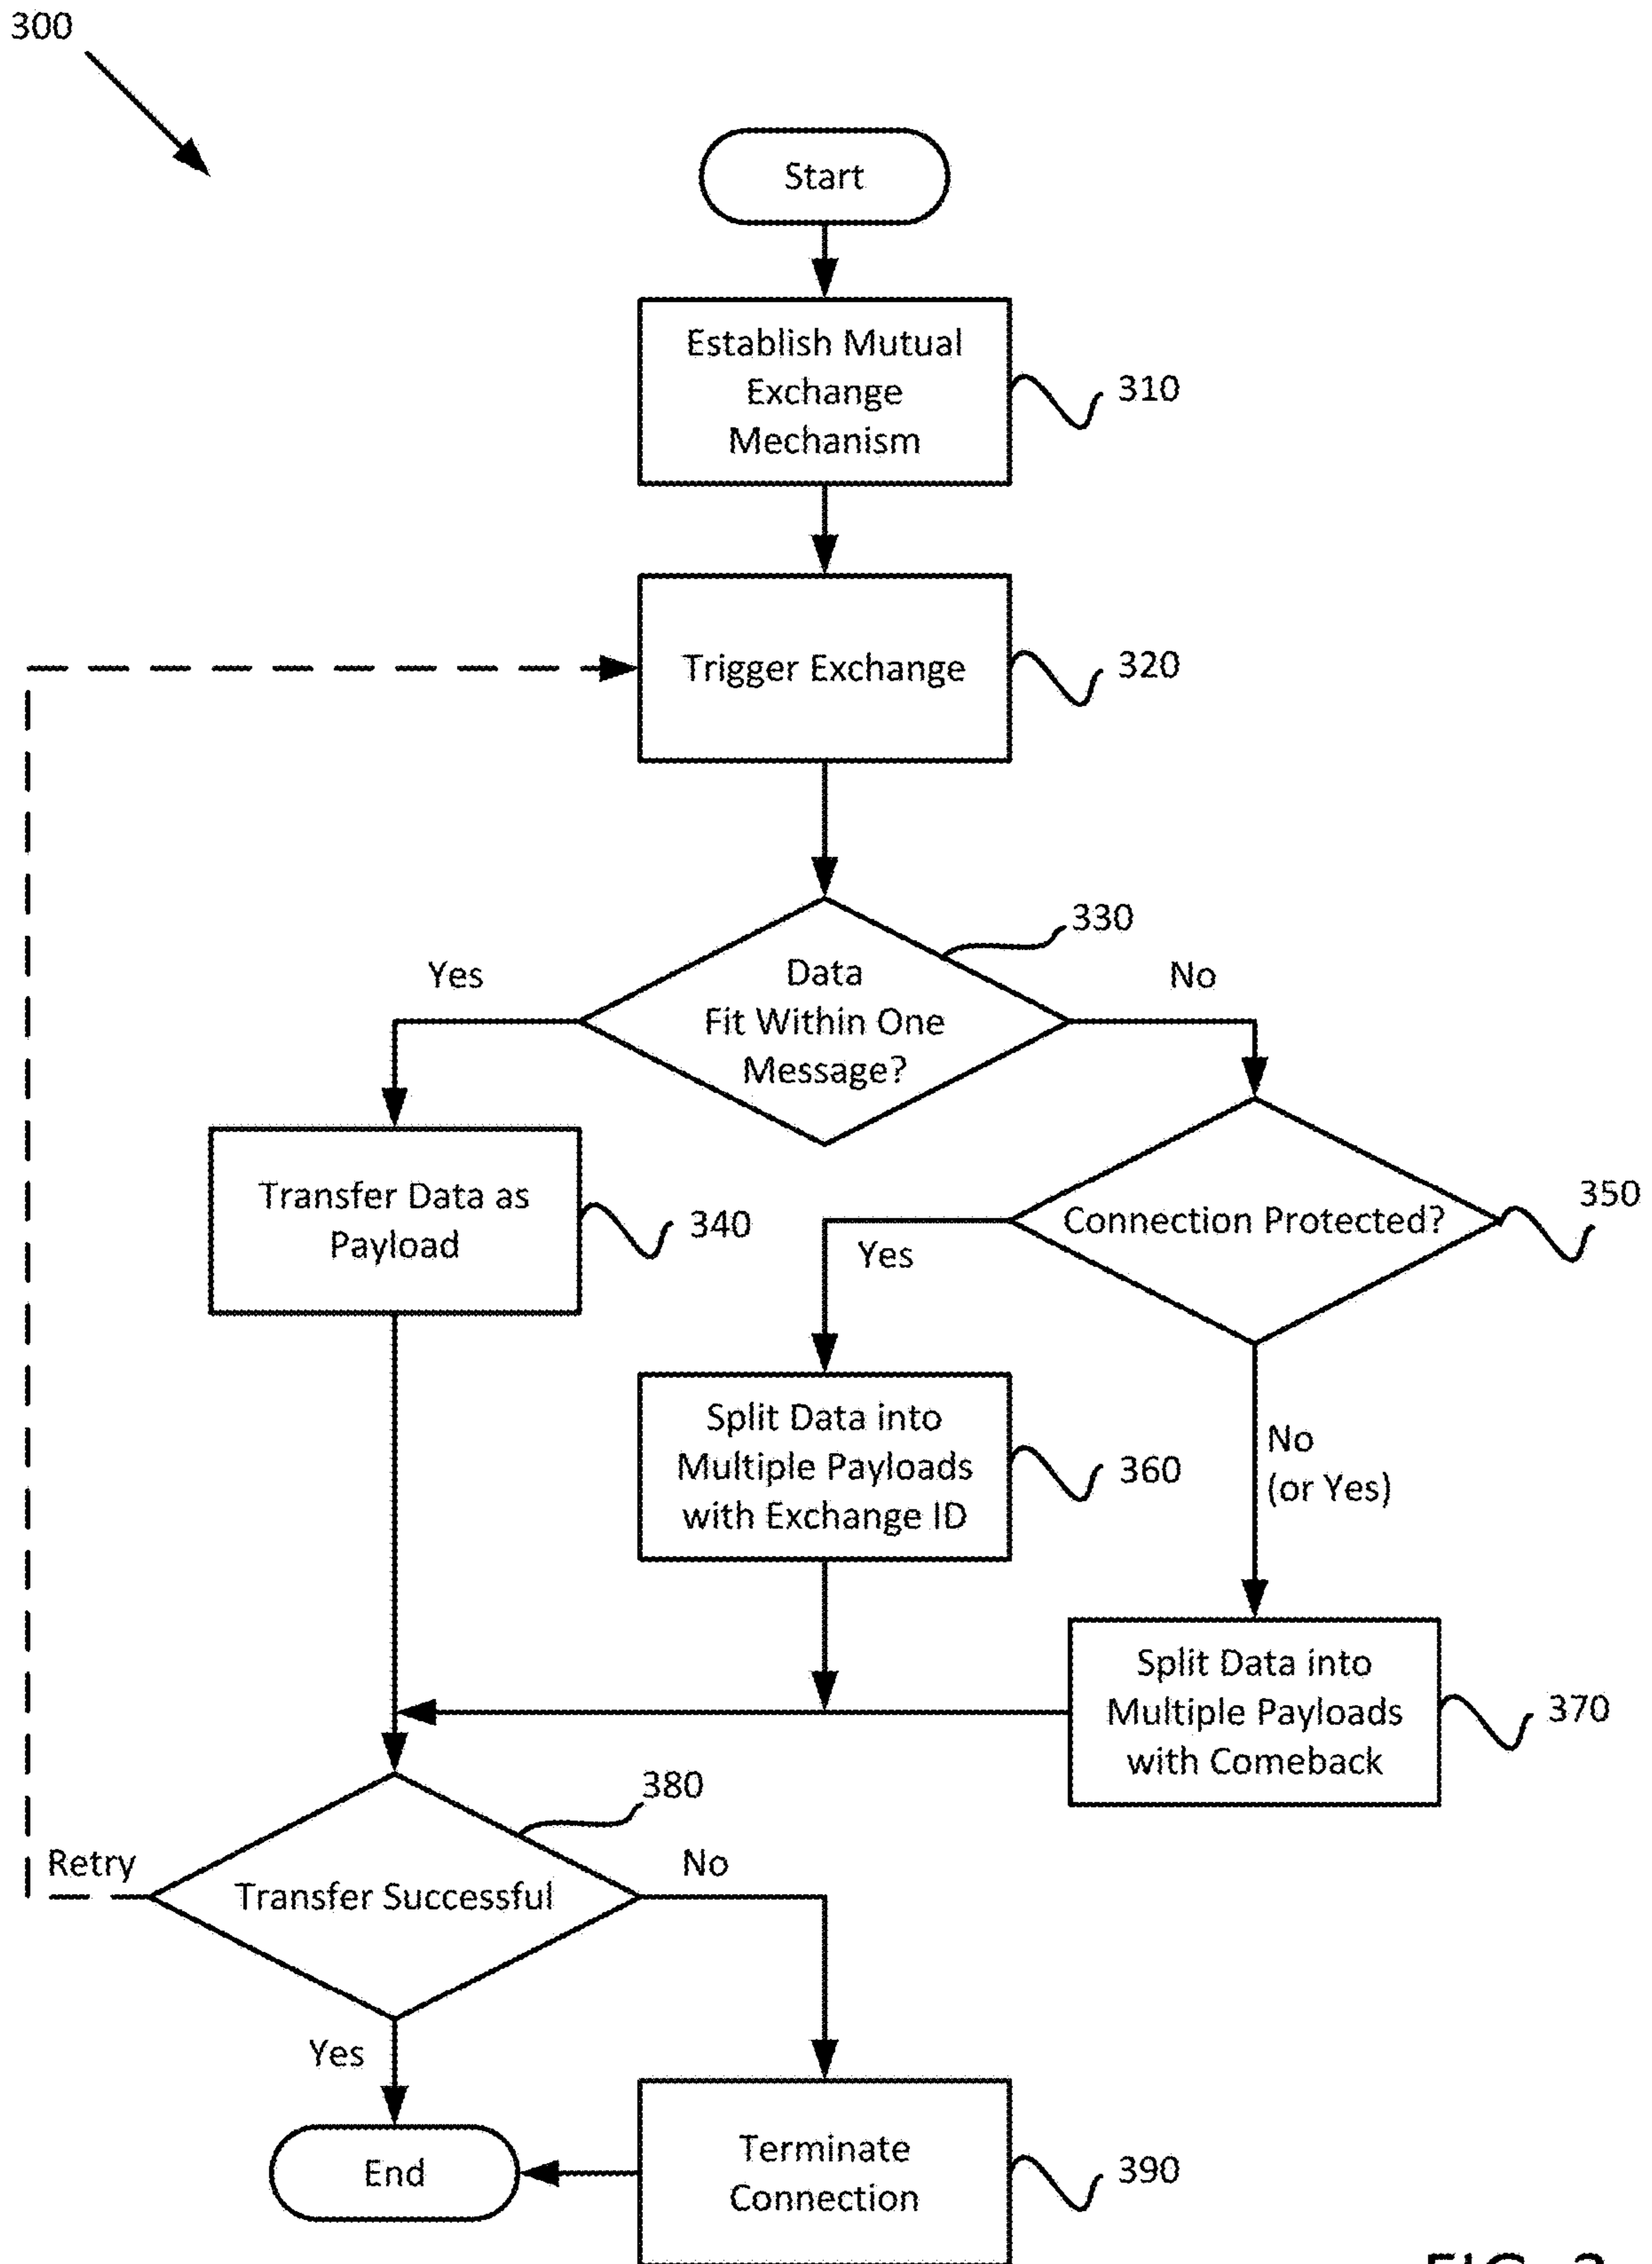 300
Start
Establish Mutual
Exchange
Mechanism
310
Trigger Exchange
320
330
Data
Fit Within One
Message?
Yes
No
Transfer Data as
Payload
340
Connection Protected?
350
Yes
Split Data into
Multiple Payloads
with Exchange ID
360
No
(or Yes)
Split Data into
Multiple Payloads
with Comeback
370
380
Retry
Transfer Successful
No
Yes
End
Terminate
Connection
390